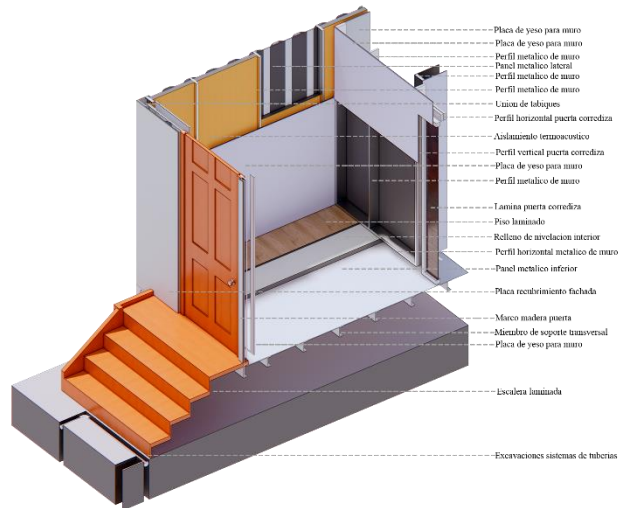 Placa de yeso para muro
Placa de yeso para muro
Perfil metalico de muro
Panel metalico lateral
Perfil metalico de muro
Perfil metalico de muro
Union de tabiques
Perfil horizontal puerta corrediza
Aislamiento termoacustico
Perfil vertical puerta corrediza
Placa de yeso para muro
Perfil metalico de muro
Lamina puerta corrediza
Piso laminado
Relleno de nivelacion interior
Perfil horizontal metalico de muro
Panel metalico inferior
Placa recubrimiento fachada
Marco madera puerta
Miembro de soporte transversal
Placa de yeso para muro
Escalera laminada
Excavaciones sistemas de tuberias